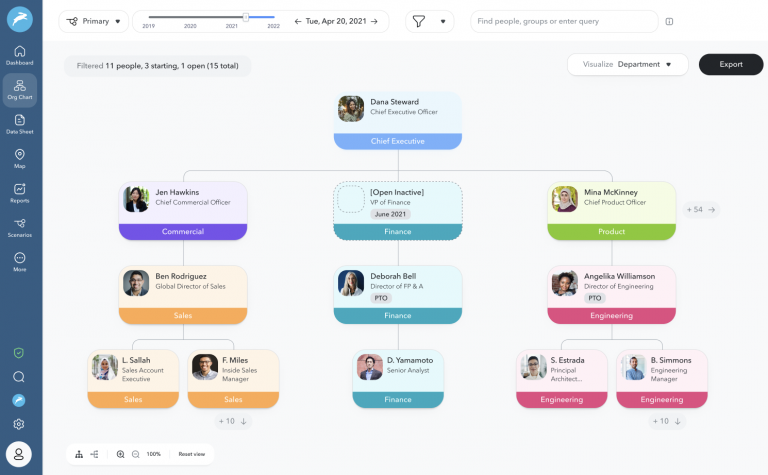 Primary
2019 2020 2021 2022
Tue, Apr 20, 2021
Find people, groups or enter query
Dashboard
Org Chart
Data Sheet
Map
Reports
Scenarios
More
Filtered 11 people, 3 starting, 1 open (15 total)
Visualize Department
Export
Dana Steward
Chief Executive Officer
Chief Executive
Jen Hawkins
Chief Commercial Officer
Commercial
[Open Inactive]
VP of Finance
June 2021
Finance
Mina McKinney
Chief Product Officer
Product
+ 54
Ben Rodriguez
Global Director of Sales
Sales
Deborah Bell
Director of FP & A
PTO
Finance
Angelika Williamson
Director of Engineering
PTO
Engineering
L. Sallah
Sales Account
Executive
Sales
F. Miles
Inside Sales
Manager
Sales
+ 10
D. Yamamoto
Senior Analyst
Finance
S. Estrada
Principal
Architect...
Engineering
B. Simmons
Engineering
Manager
Engineering
+ 10
100%
Reset view